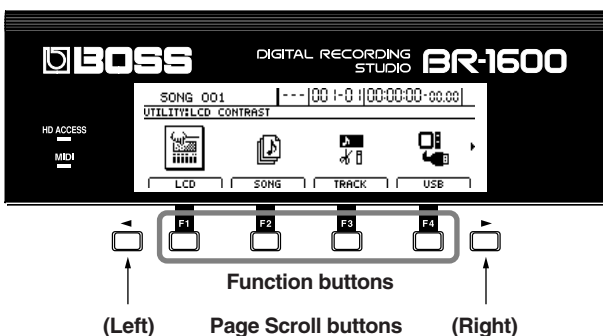 BOSS DIGITAL RECORDING STUDIO BR-1600
SONG 001 --- 001-01 00:00:00-00.00
UTILITY:LCD CONTRAST
HD ACCESS
MIDI
LCD SONG TRACK USB
F1 F2 F3 F4
Function buttons
(Left) Page Scroll buttons (Right)